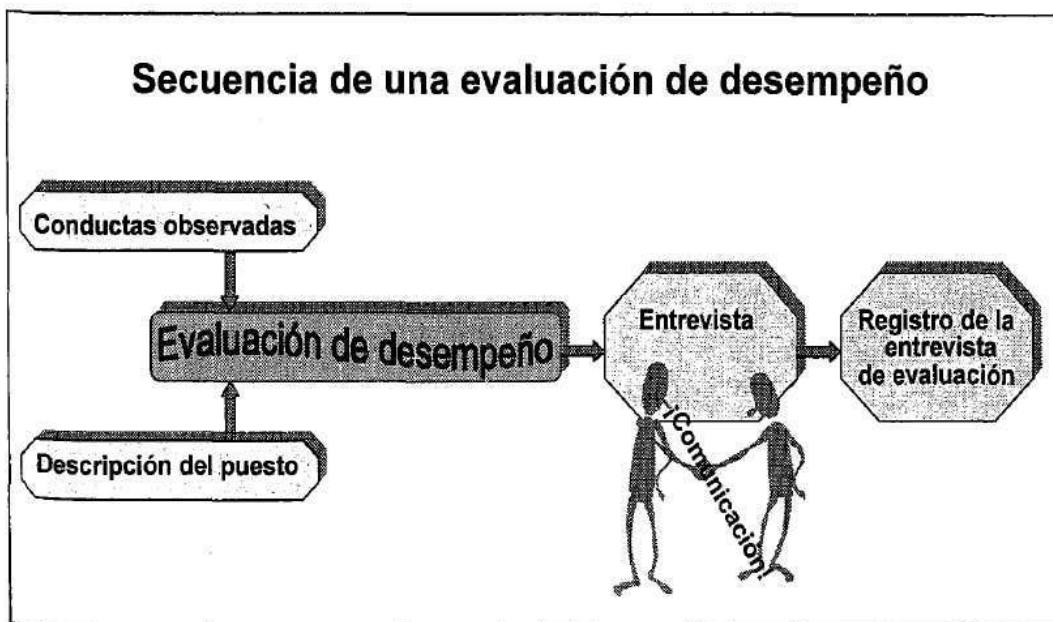 Secuencia de una evaluación de desempeño
Conductas observadas
Evaluación de desempeño
Descripción del puesto
Entrevista
¡Comunicación!
Registro de la
entrevista
de evaluación